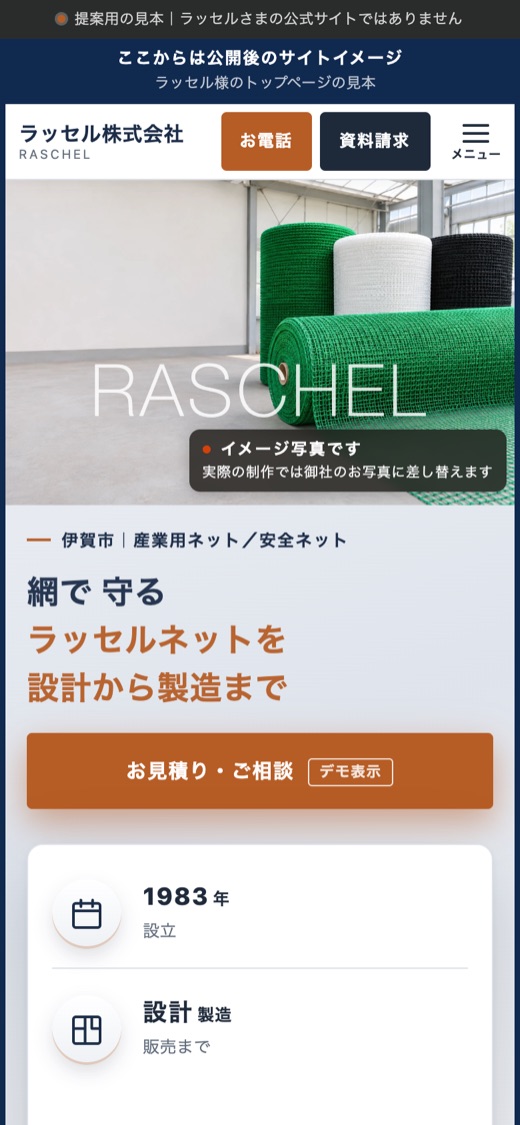 提案用の見本｜ラッセルさまの公式サイトではありません
ここからは公開後のサイトイメージ
ラッセル様のトップページの見本
ラッセル株式会社
RASCHEL
お電話
資料請求
メニュー
RASCHEL
イメージ写真です
実際の制作では御社のお写真に差し替えます
伊賀市｜産業用ネット／安全ネット
網で 守る
ラッセルネットを
設計から製造まで
お見積り・ご相談 デモ表示
1983 年
設立
設計 製造
販売まで